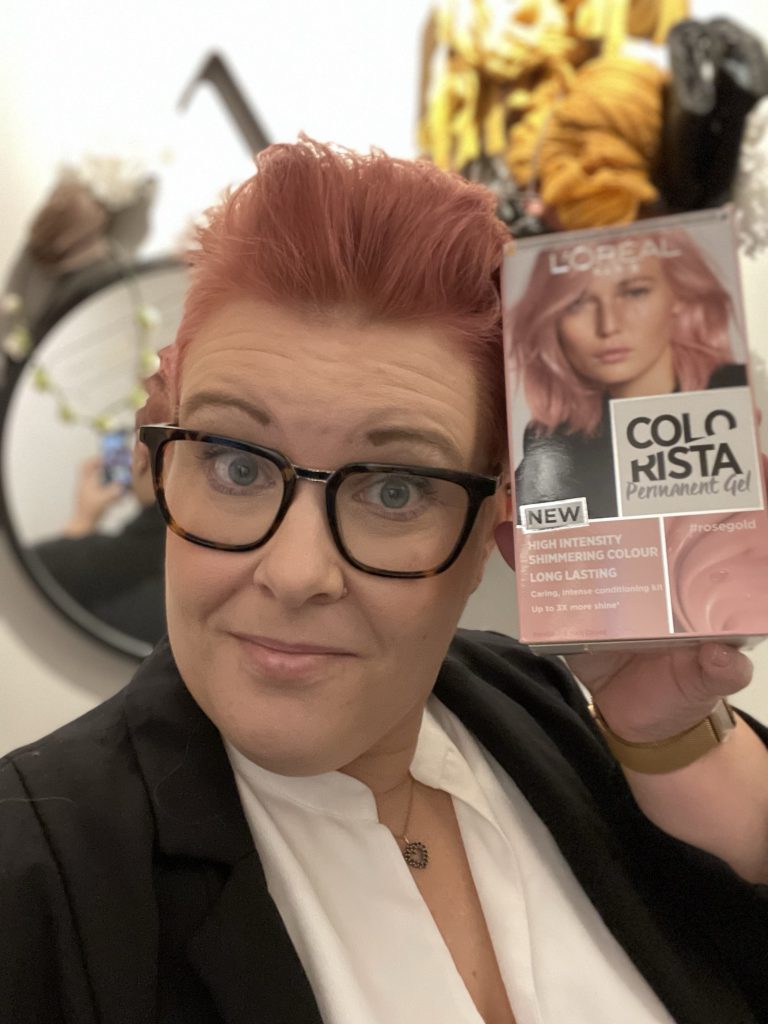 L'ORÉAL
PARIS
COLO
RISTA
Permanent Gel
NEW
#rosegold
HIGH INTENSITY
SHIMMERING COLOUR
LONG LASTING
Caring, intense conditioning kit
Up to 3X more shine*